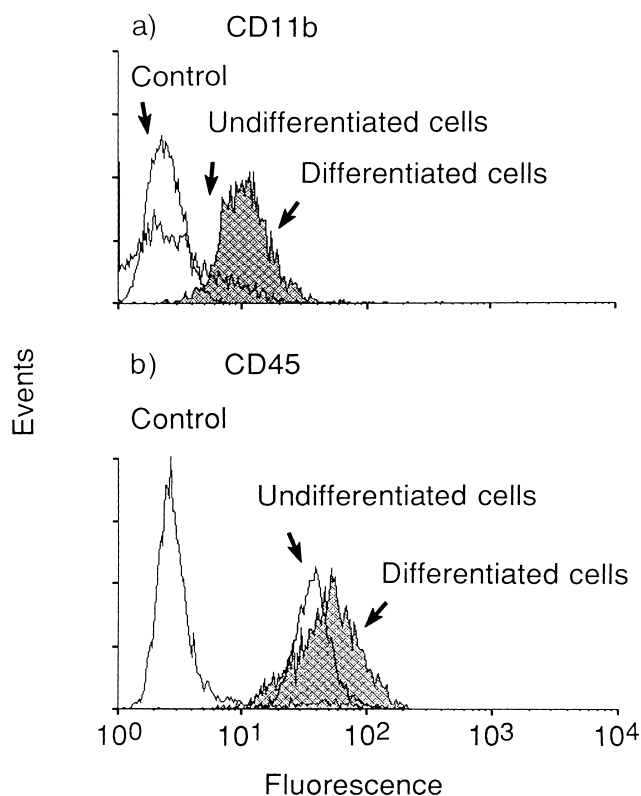 a) CD11b
Control
Undifferentiated cells
Differentiated cells
b) CD45
Control
Undifferentiated cells
Differentiated cells
Events
10⁰ 10¹ 10² 10³ 10⁴
Fluorescence